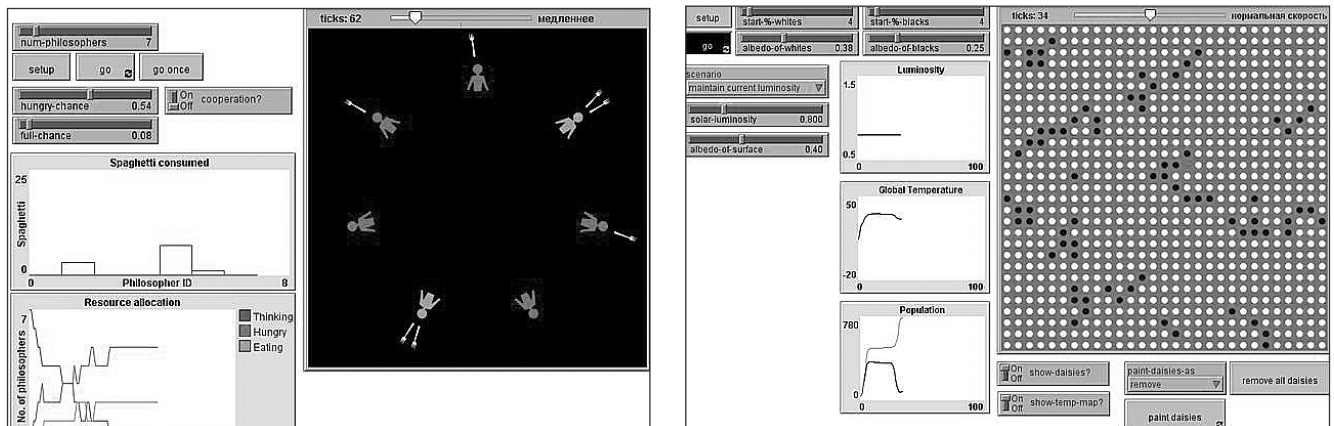 ticks: 62 медленнее
num-philosophers 7
setup go go once
hungry-chance 0.54
On
Off
cooperation?
full-chance 0.08
Spaghetti consumed
25
Spaghetti
0
0 Philosopher ID 8
Resource allocation
7
No. of philosophers
Thinking
Hungry
Eating
setup
start-%-whites 4
start-%-blacks 4
go
albedo-of-whites 0.38
albedo-of-blacks 0.25
ticks: 34 нормальная скорость
scenario
maintain current luminosity
solar-luminosity 0.800
albedo-of-surface 0.40
Luminosity
1.5
0.5
0 100
Global Temperature
50
-20
0 100
Population
780
0
0 100
On
Off
show-daisies?
On
Off
show-temp-map?
paint-daisies-as
remove
remove all daisies
paint daisies